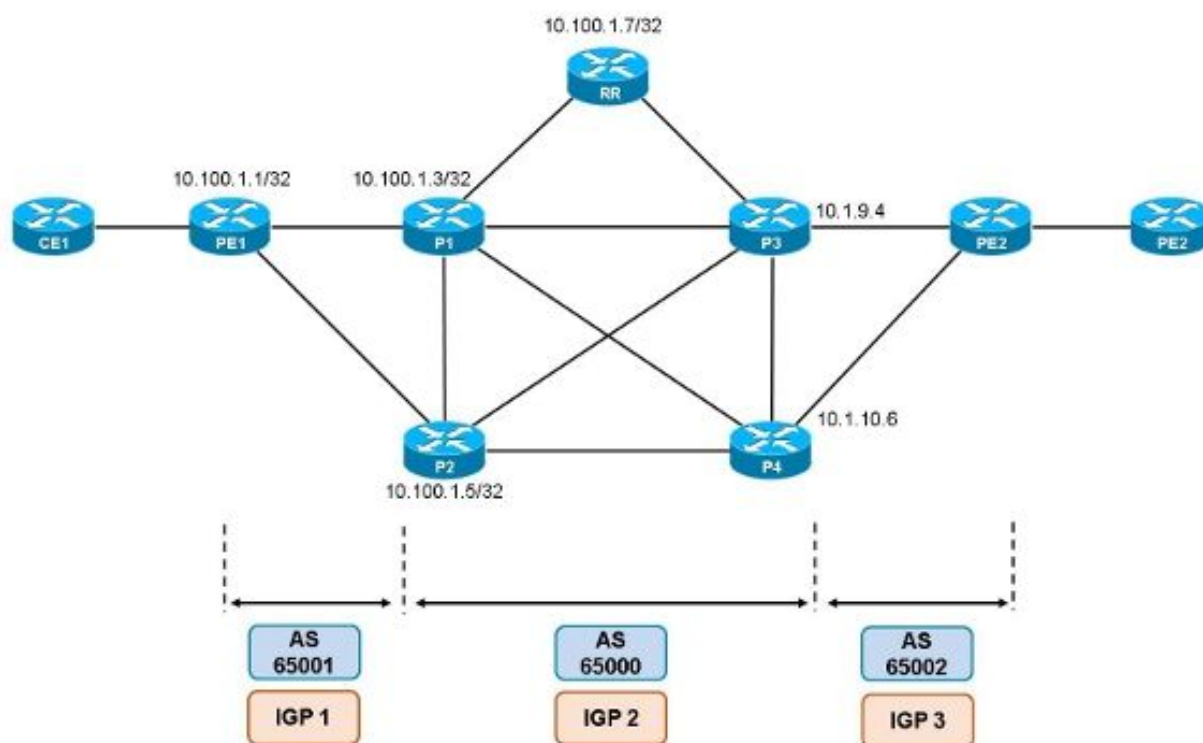 10.100.1.7/32
RR
10.100.1.1/32
10.100.1.3/32
10.1.9.4
CE1
PE1
P1
P3
PE2
PE2
10.1.10.6
P2
P4
10.100.1.5/32
AS
65001
AS
65000
AS
65002
IGP 1
IGP 2
IGP 3